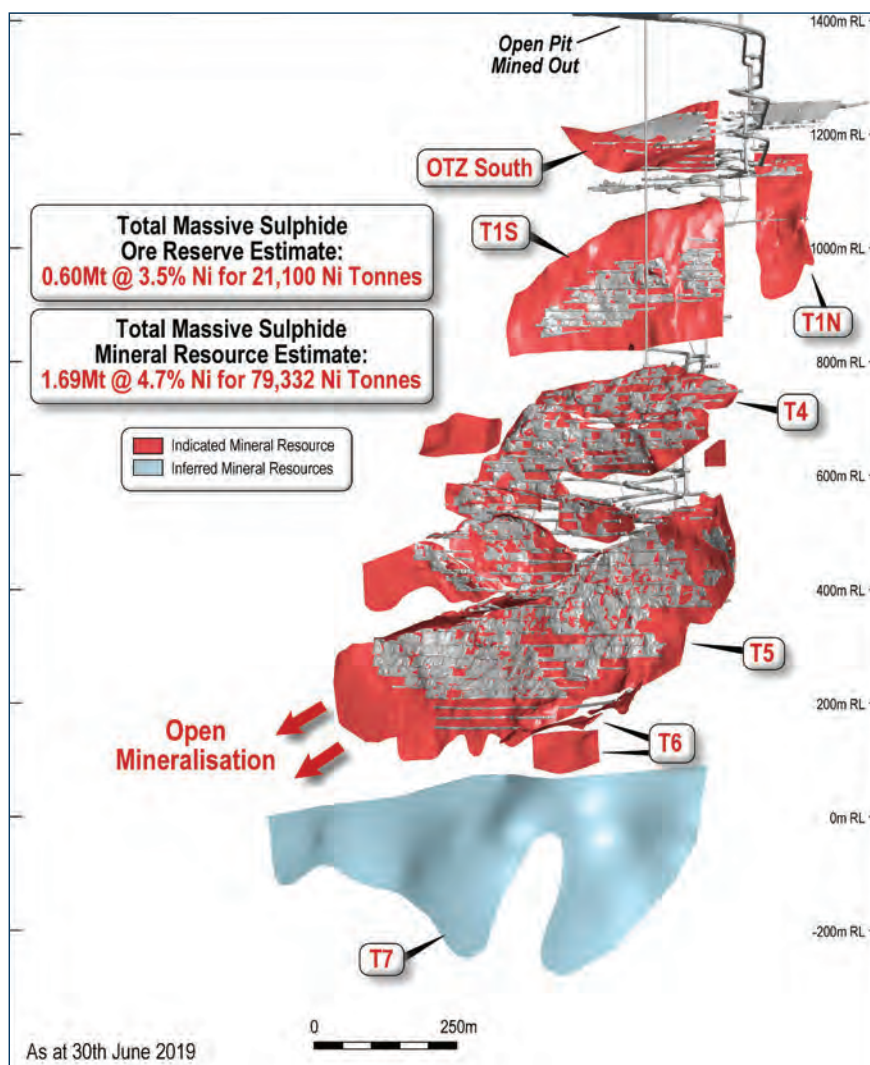 1400m RL
Open Pit
Mined Out
1200m RL
OTZ South
Total Massive Sulphide
Ore Reserve Estimate:
0.60Mt @ 3.5% Ni for 21,100 Ni Tonnes
T1S
1000m RL
T1N
Total Massive Sulphide
Mineral Resource Estimate:
1.69Mt @ 4.7% Ni for 79,332 Ni Tonnes
800m RL
T4
Indicated Mineral Resource
Inferred Mineral Resources
600m RL
400m RL
T5
200m RL
Open
Mineralisation
T6
0m RL
-200m RL
T7
0 250m
As at 30th June 2019